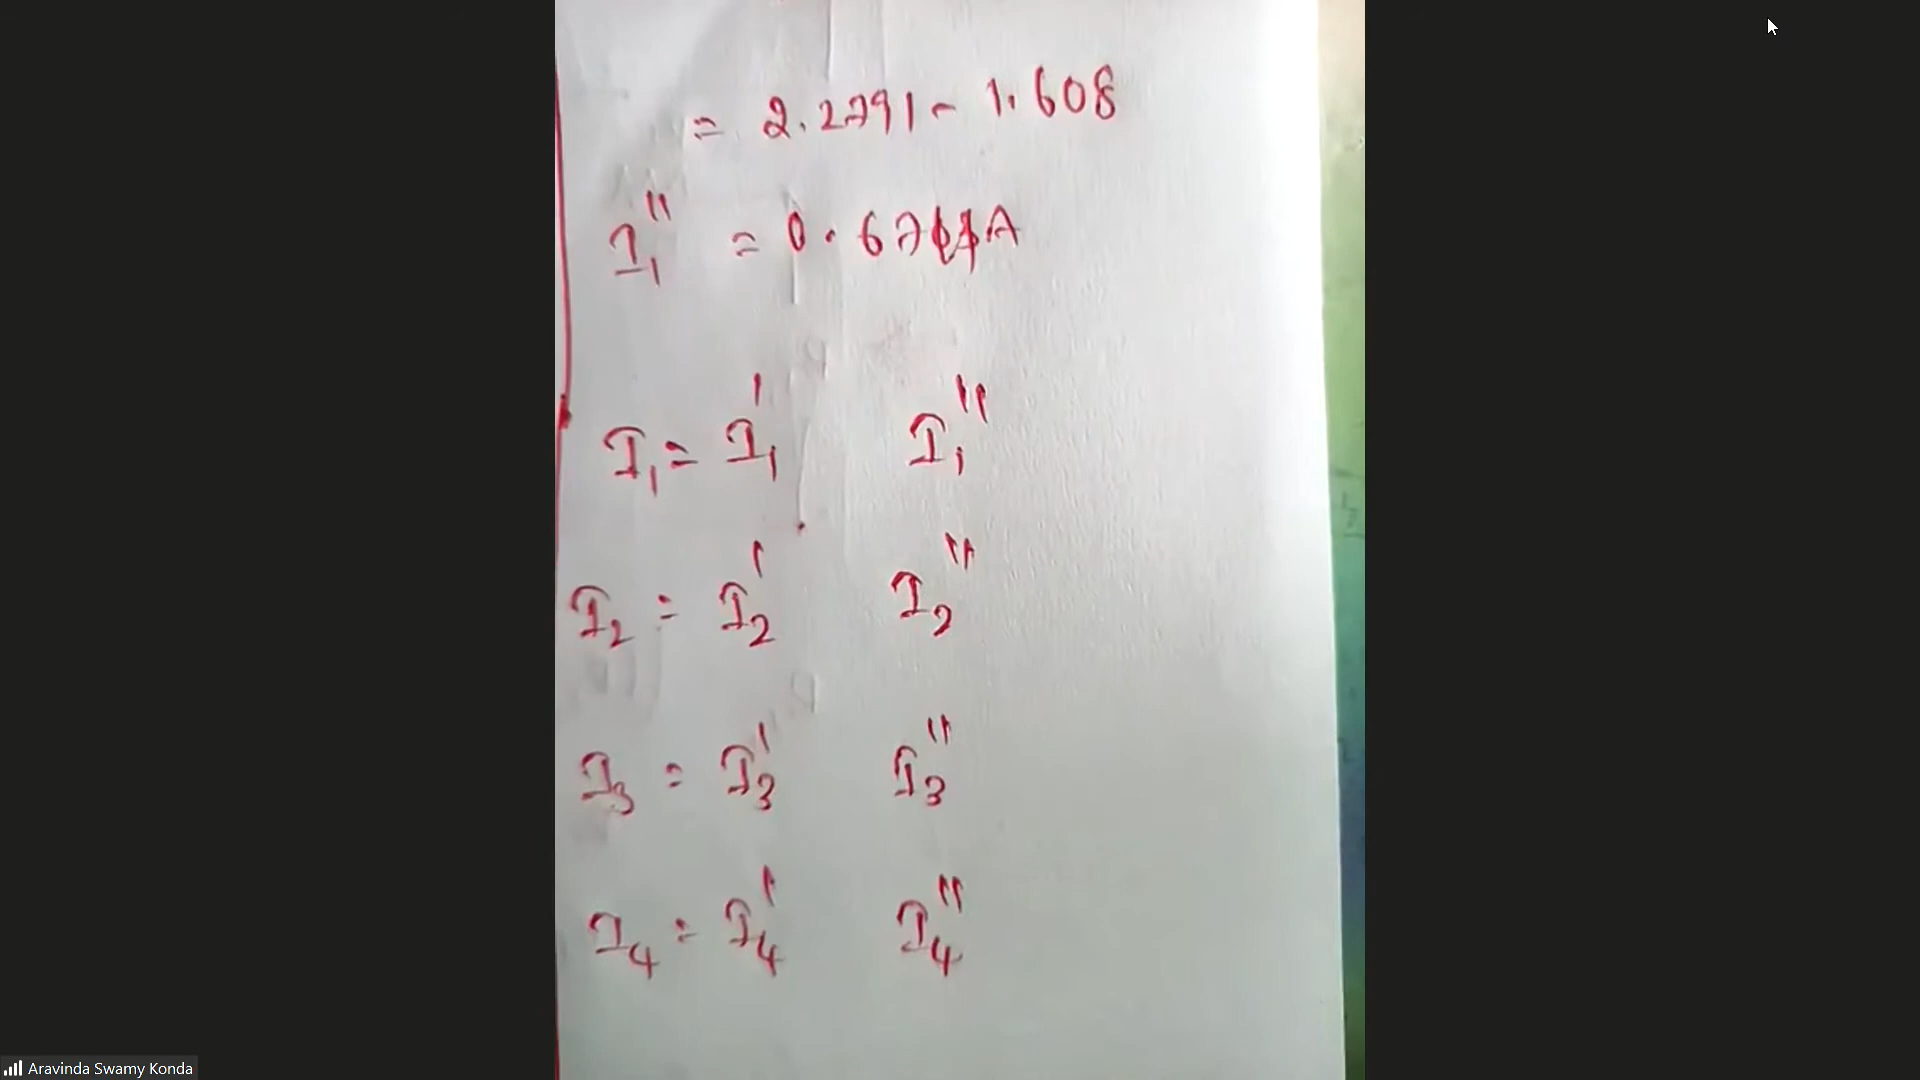 = 2.2791 - 1.608
I₁'' = 0.67 A
I₁ = I₁' I₁''
I₂ = I₂' I₂''
I₃ = I₃' I₃''
I₄ = I₄' I₄''
Aravinda Swamy Konda